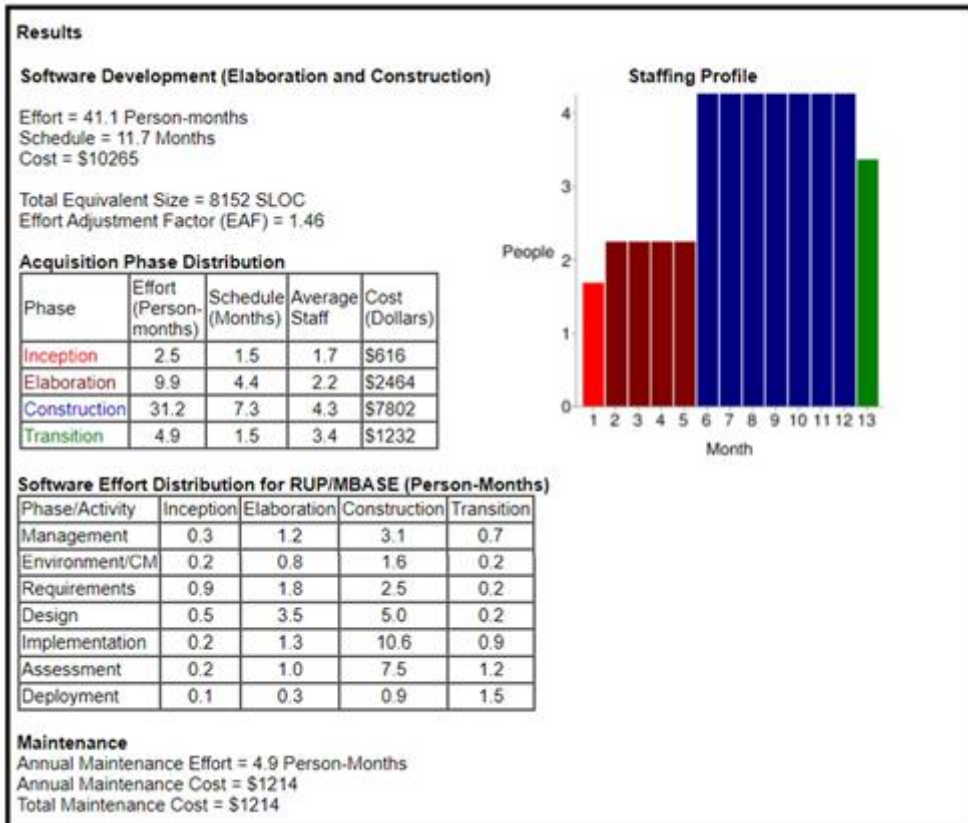 Results
Software Development (Elaboration and Construction)
Effort = 41.1 Person-months
Schedule = 11.7 Months
Cost = $10265
Total Equivalent Size = 8152 SLOC
Effort Adjustment Factor (EAF) = 1.46
Acquisition Phase Distribution
Phase Effort (Person-months) Schedule (Months) Average Staff Cost (Dollars)
Inception 2.5 1.5 1.7 $616
Elaboration 9.9 4.4 2.2 $2464
Construction 31.2 7.3 4.3 $7802
Transition 4.9 1.5 3.4 $1232
Staffing Profile
4
3
People 2
1
0
1 2 3 4 5 6 7 8 9 10 11 12 13
Month
Software Effort Distribution for RUP/MBASE (Person-Months)
Phase/Activity Inception Elaboration Construction Transition
Management 0.3 1.2 3.1 0.7
Environment/CM 0.2 0.8 1.6 0.2
Requirements 0.9 1.8 2.5 0.2
Design 0.5 3.5 5.0 0.2
Implementation 0.2 1.3 10.6 0.9
Assessment 0.2 1.0 7.5 1.2
Deployment 0.1 0.3 0.9 1.5
Maintenance
Annual Maintenance Effort = 4.9 Person-Months
Annual Maintenance Cost = $1214
Total Maintenance Cost = $1214